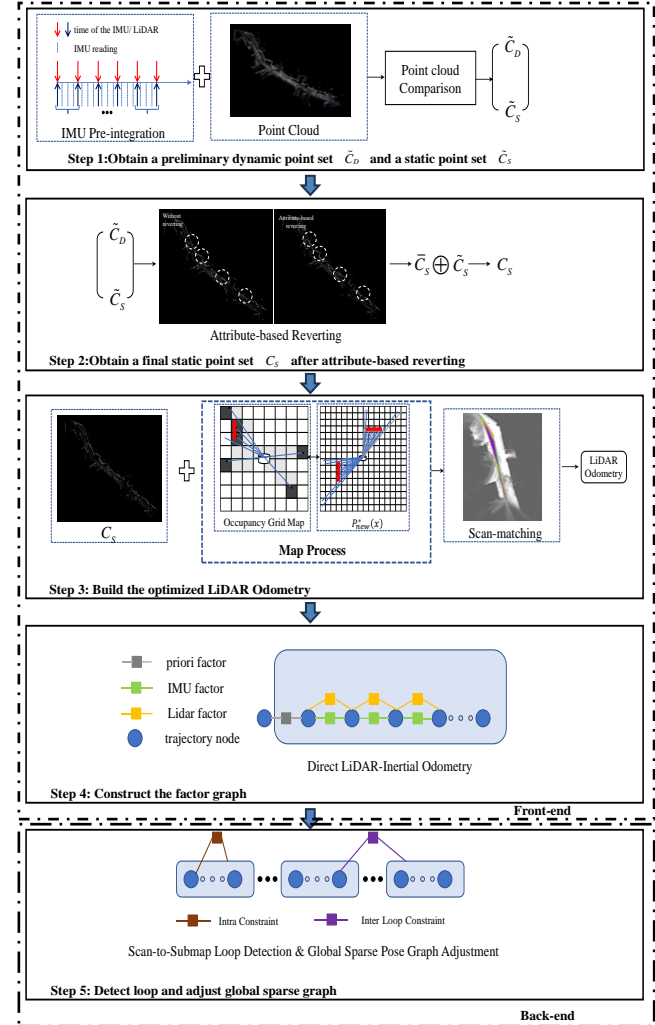 time of the IMU/ LiDAR
IMU reading
IMU Pre-integration
Point Cloud
Point cloud
Comparison
C̃_D
C̃_S
Step 1:Obtain a preliminary dynamic point set C̃_D and a static point set C̃_S
C̃_D
C̃_S
Without
reverting
Attribute-based
reverting
C̄_S ⊕ C̃_S → C_S
Attribute-based Reverting
Step 2:Obtain a final static point set C_S after attribute-based reverting
C_S
Occupancy Grid Map
P*_new(x)
Map Process
Scan-matching
LiDAR
Odometry
Step 3: Build the optimized LiDAR Odometry
priori factor
IMU factor
Lidar factor
trajectory node
Direct LiDAR-Inertial Odometry
Step 4: Construct the factor graph
Front-end
Intra Constraint
Inter Loop Constraint
Scan-to-Submap Loop Detection & Global Sparse Pose Graph Adjustment
Step 5: Detect loop and adjust global sparse graph
Back-end